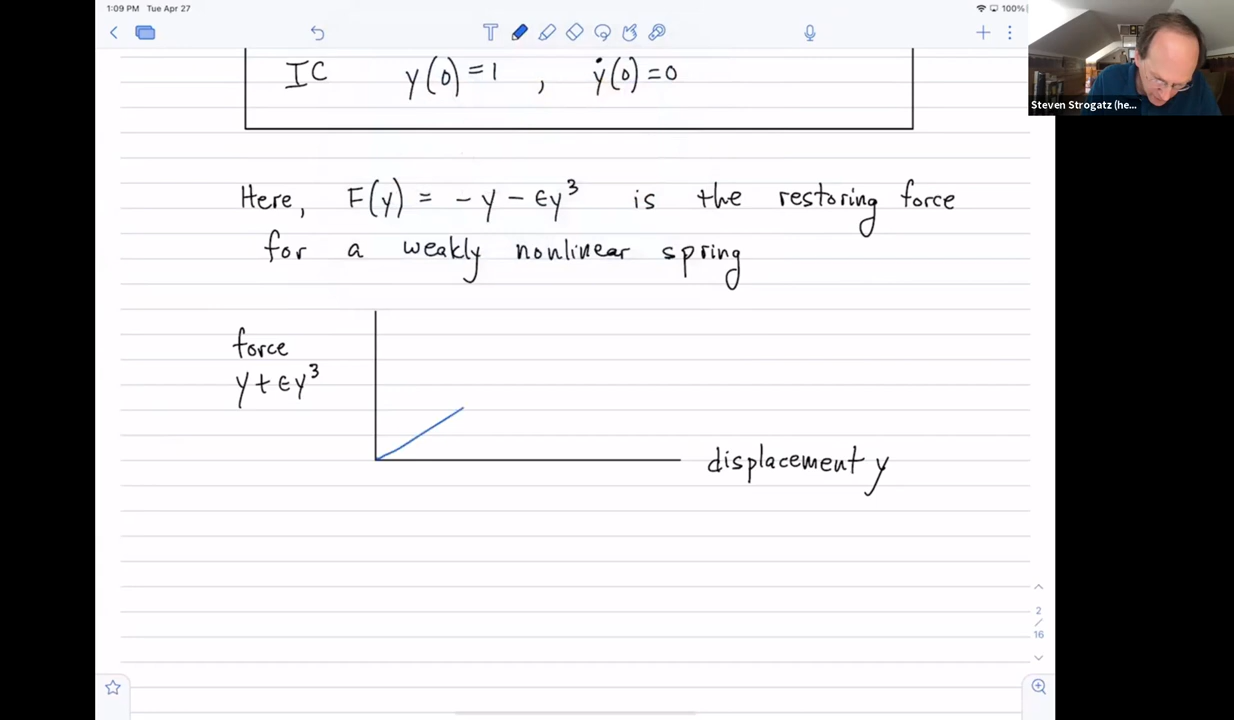 1:09 PM Tue Apr 27
100%
IC y(0) = 1 , ẏ(0) = 0
Steven Strogatz (he...
Here, F(y) = - y - ϵy³ is the restoring force
for a weakly nonlinear spring
force
y + ϵy³
displacement y
2
/
16